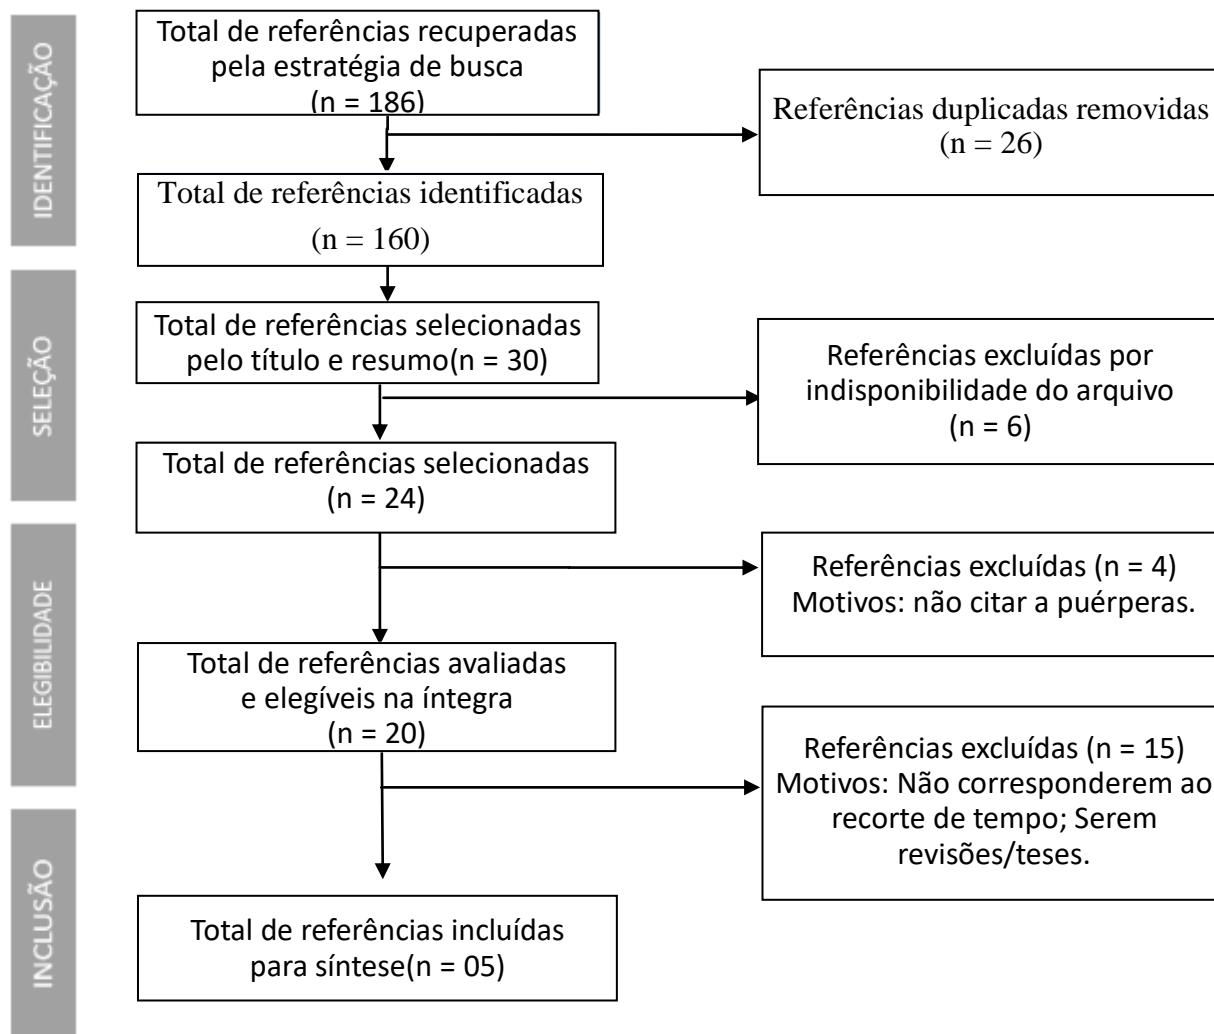 IDENTIFICAÇÃO
Total de referências recuperadas
pela estratégia de busca
(n = 186)
Referências duplicadas removidas
(n = 26)
Total de referências identificadas
(n = 160)
SELEÇÃO
Total de referências selecionadas
pelo título e resumo(n = 30)
Referências excluídas por
indisponibilidade do arquivo
(n = 6)
Total de referências selecionadas
(n = 24)
ELEGIBILIDADE
Referências excluídas (n = 4)
Motivos: não citar a puérperas.
Total de referências avaliadas
e elegíveis na íntegra
(n = 20)
Referências excluídas (n = 15)
Motivos: Não corresponderem ao
recorte de tempo; Serem
revisões/teses.
INCLUSÃO
Total de referências incluídas
para síntese(n = 05)